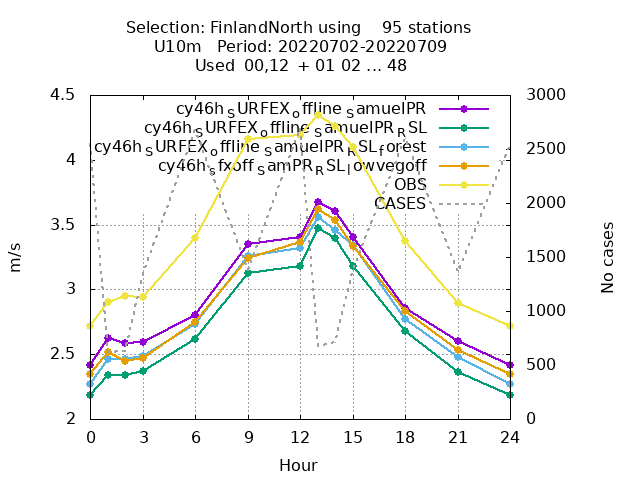 Selection: FinlandNorth using 95 stations
U10m Period: 20220702-20220709
Used 00,12 + 01 02 ... 48
4.5
4
3.5
3
2.5
2
m/s
3000
2500
2000
1500
1000
500
0
No cases
cy46h_SURFEX_offline_SamuelPR
cy46h_SURFEX_offline_SamuelPR_RSL
cy46h_SURFEX_offline_SamuelPR_RSL_forest
cy46h_sfxoff_SamPR_RSL_lowvegoff
OBS
CASES
0 3 6 9 12 15 18 21 24
Hour